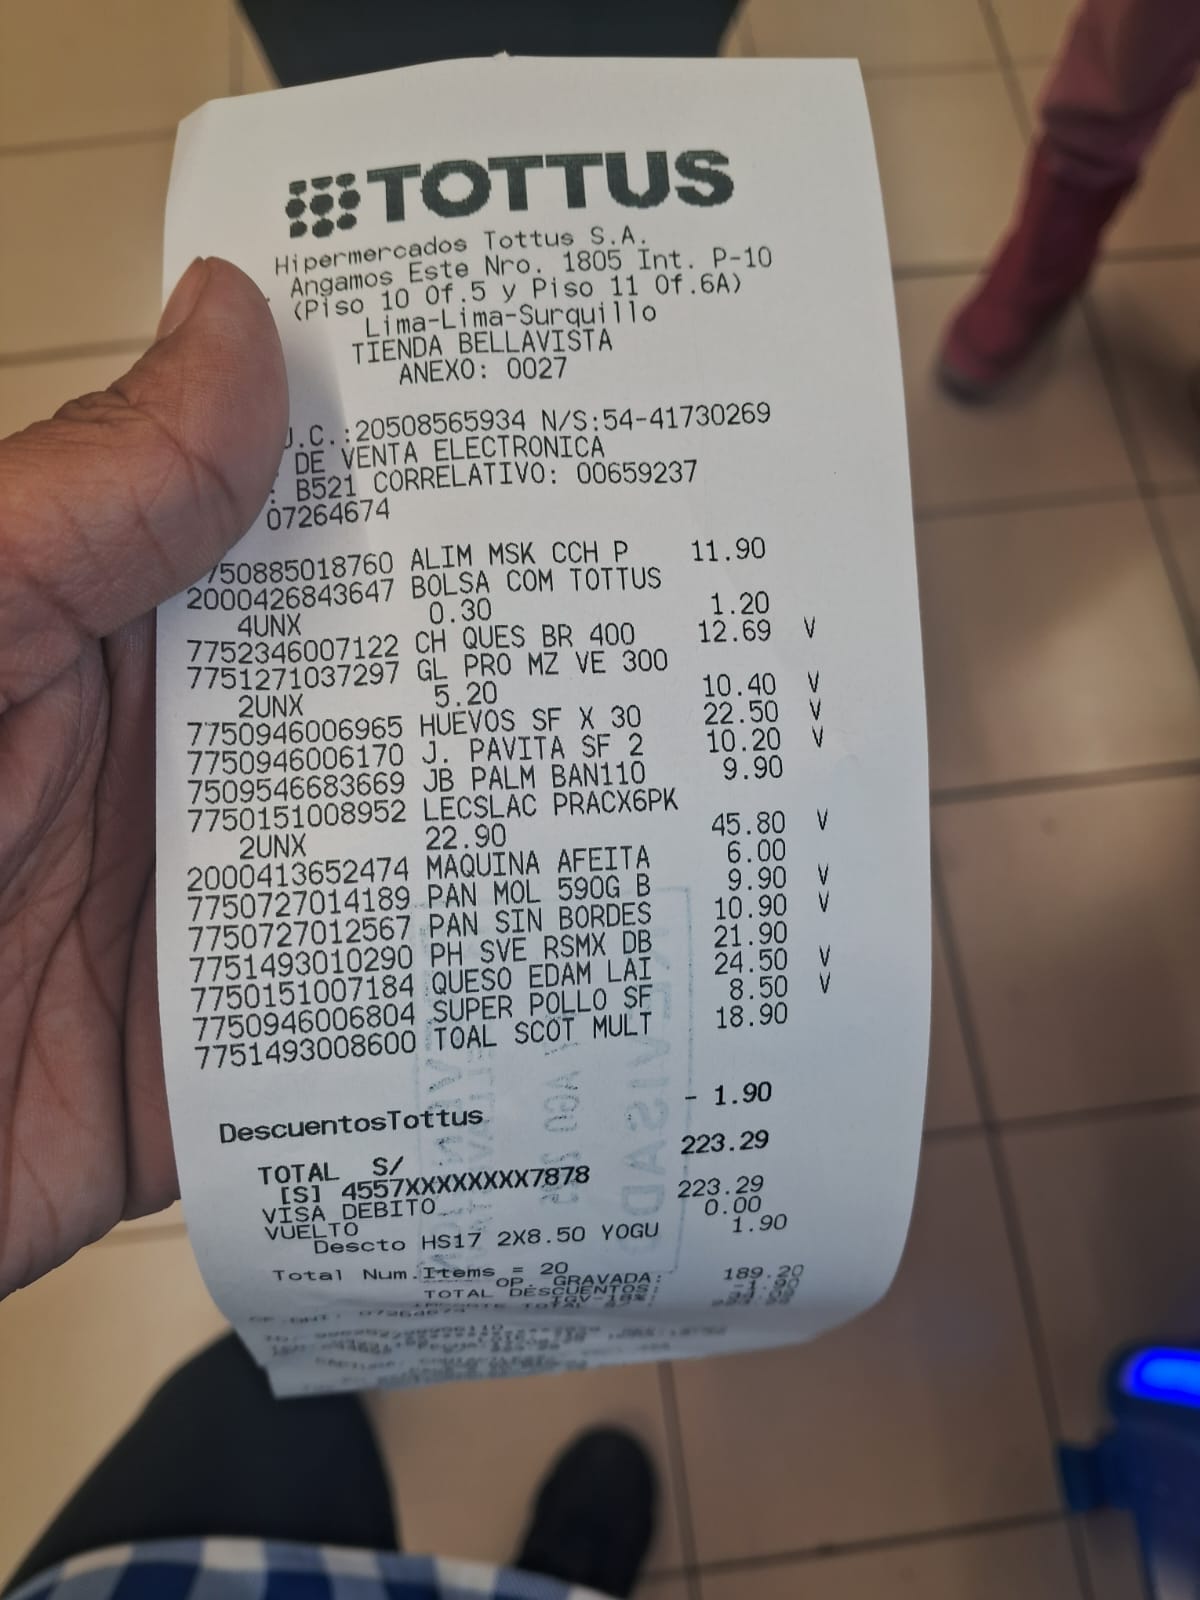 TOTTUS
Hipermercados Tottus S.A.
Angamos Este Nro. 1805 Int. P-10
(Piso 10 Of.5 y Piso 11 Of.6A)
Lima-Lima-Surquillo
TIENDA BELLAVISTA
ANEXO: 0027
.C.:20508565934 N/S:54-41730269
DE VENTA ELECTRONICA
: B521 CORRELATIVO: 00659237
07264674
7750885018760 ALIM MSK CCH P 11.90
2000426843647 BOLSA COM TOTTUS
4UNX 0.30 1.20
7752346007122 CH QUES BR 400 12.69 V
7751271037297 GL PRO MZ VE 300
2UNX 5.20 10.40 V
7750946006965 HUEVOS SF X 30 22.50 V
7750946006170 J. PAVITA SF 2 10.20 V
7509546683669 JB PALM BAN110 9.90
7750151008952 LECSLAC PRACX6PK
2UNX 22.90 45.80 V
2000413652474 MAQUINA AFEITA 6.00
7750727014189 PAN MOL 590G B 9.90 V
7750727012567 PAN SIN BORDES 10.90 V
7751493010290 PH SVE RSMX DB 21.90
7750151007184 QUESO EDAM LAI 24.50 V
7750946006804 SUPER POLLO SF 8.50 V
7751493008600 TOAL SCOT MULT 18.90
DescuentosTottus - 1.90
TOTAL S/ 223.29
[S] 4557XXXXXXXX7878
VISA DEBITO 223.29
VUELTO 0.00
Descto HS17 2X8.50 YOGU 1.90
Total Num.Items = 20
OP. GRAVADA: 189.20
TOTAL DESCUENTOS: -1.90
IGV-18%: